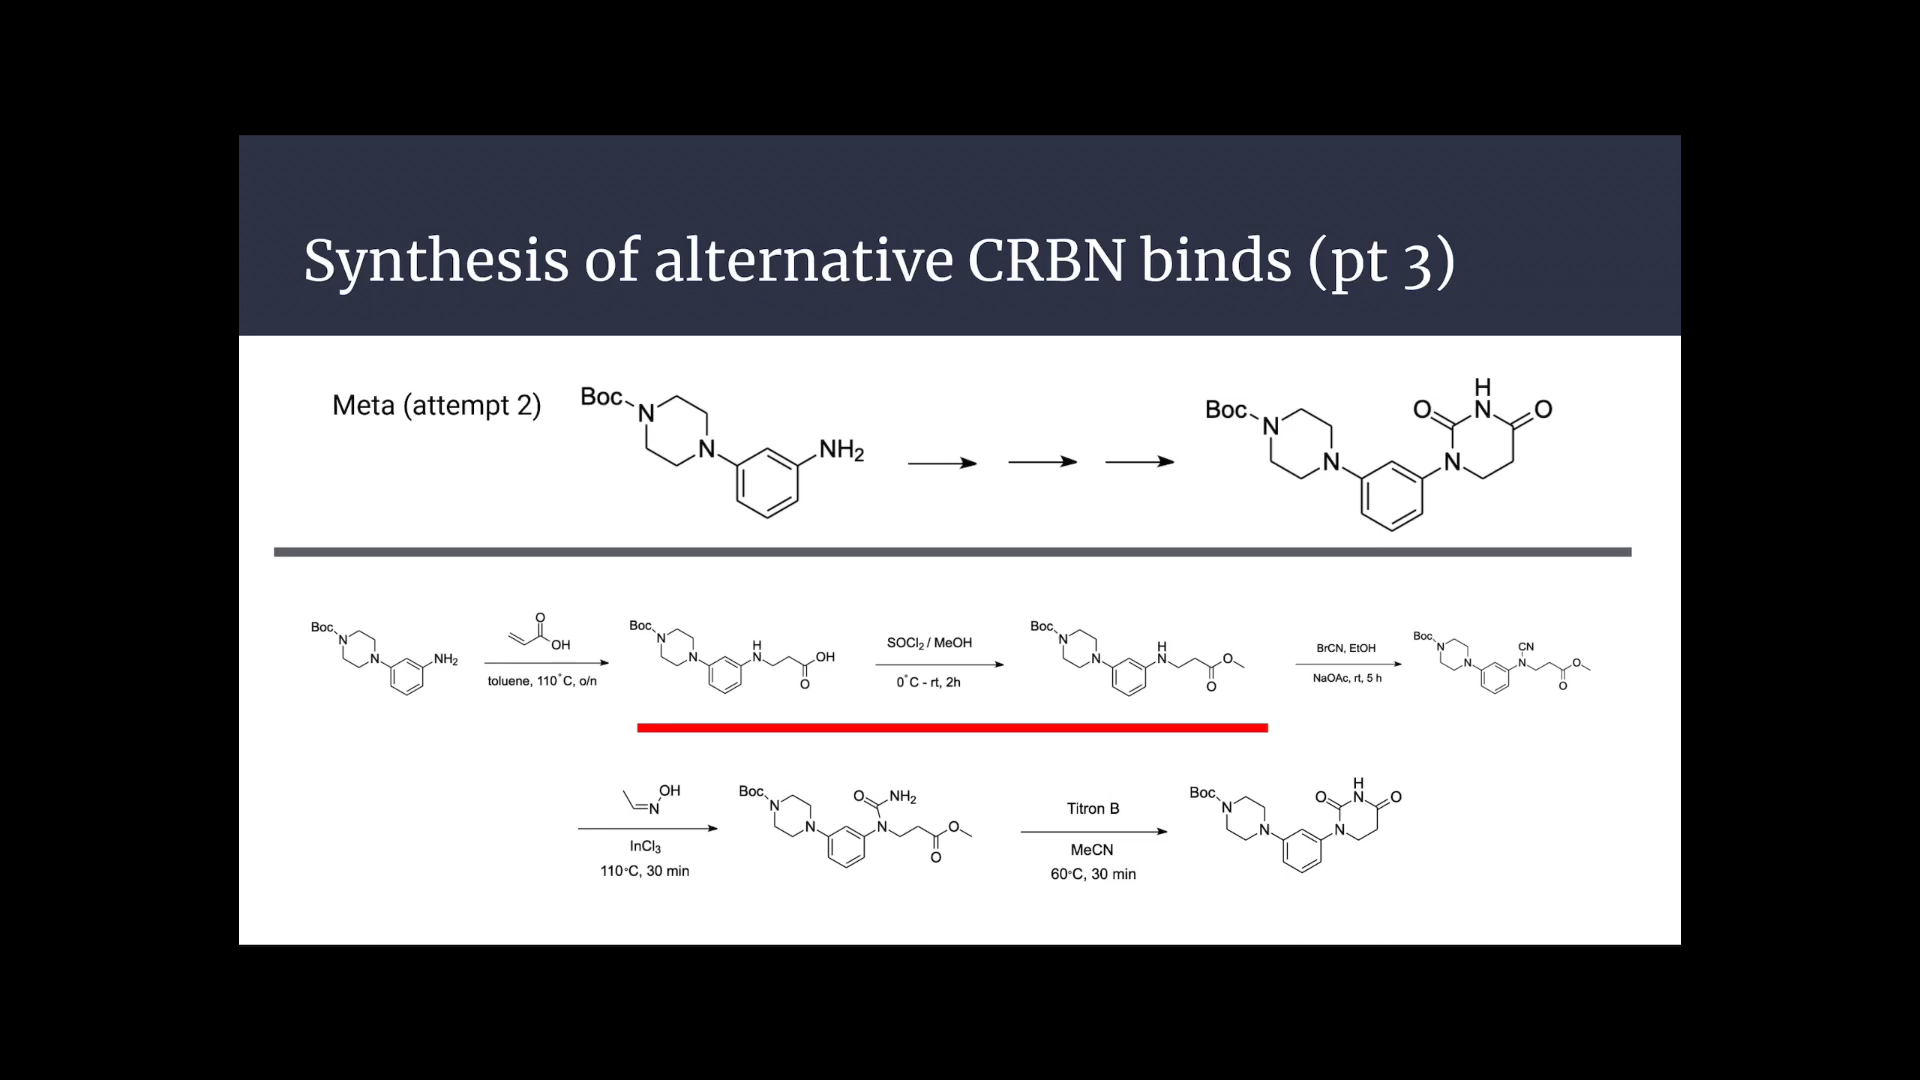 Synthesis of alternative CRBN binds (pt 3)
Meta (attempt 2)
Boc
N
N
NH2
Boc
N
N
O
H
N
O
N
Boc
N
N
NH2
O
OH
toluene, 110°C, o/n
Boc
N
N
H
N
OH
O
SOCl2 / MeOH
0°C - rt, 2h
Boc
N
N
H
N
O
O
BrCN, EtOH
NaOAc, rt, 5 h
Boc
N
N
CN
N
O
O
OH
N
InCl3
110°C, 30 min
Boc
N
N
O
NH2
N
O
O
Titron B
MeCN
60°C, 30 min
Boc
N
N
O
H
N
O
N